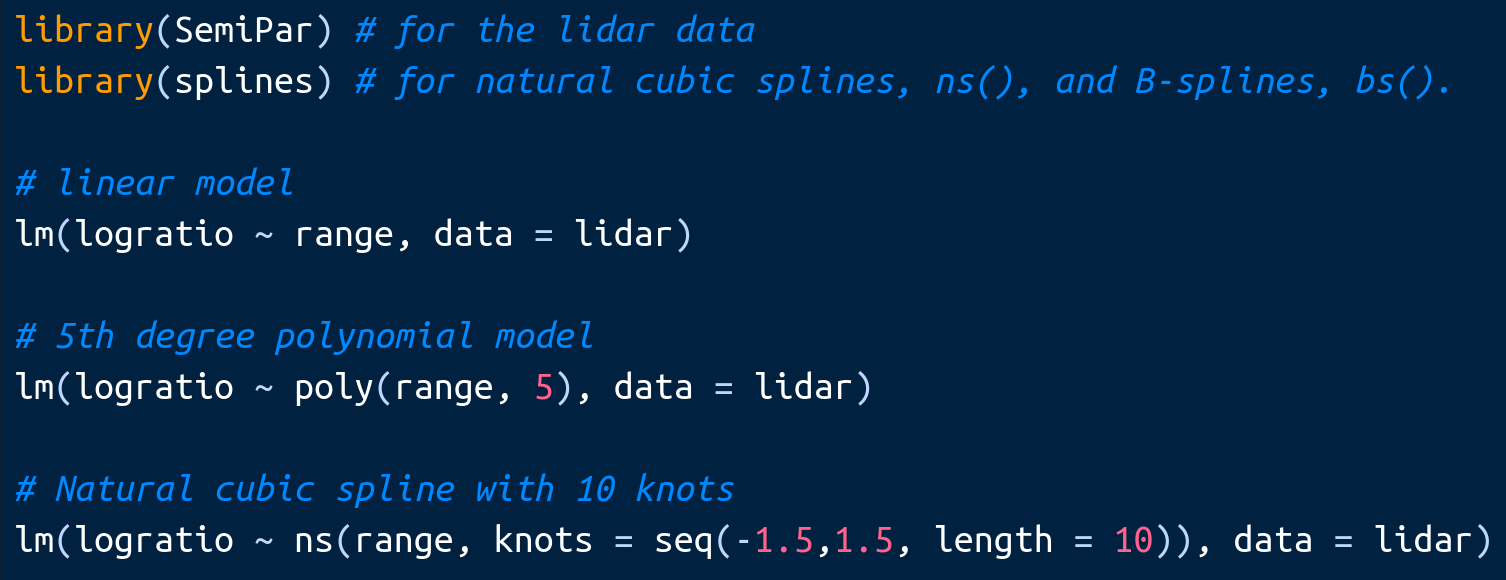 library(SemiPar) # for the lidar data
library(splines) # for natural cubic splines, ns(), and B-splines, bs().
# linear model
lm(logratio ~ range, data = lidar)
# 5th degree polynomial model
lm(logratio ~ poly(range, 5), data = lidar)
# Natural cubic spline with 10 knots
lm(logratio ~ ns(range, knots = seq(-1.5,1.5, length = 10)), data = lidar)